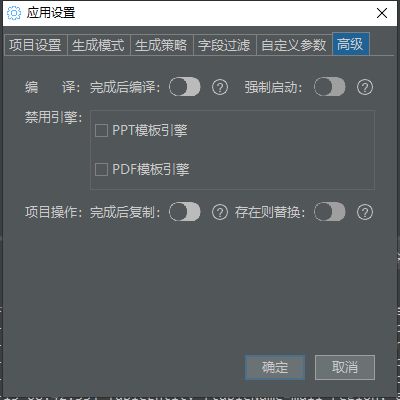 应用设置
项目设置 生成模式 生成策略 字段过滤 自定义参数 高级
编 译: 完成后编译: ? 强制启动: ?
禁用引擎:
PPT模板引擎
PDF模板引擎
项目操作: 完成后复制: ? 存在则替换: ?
确定 取消